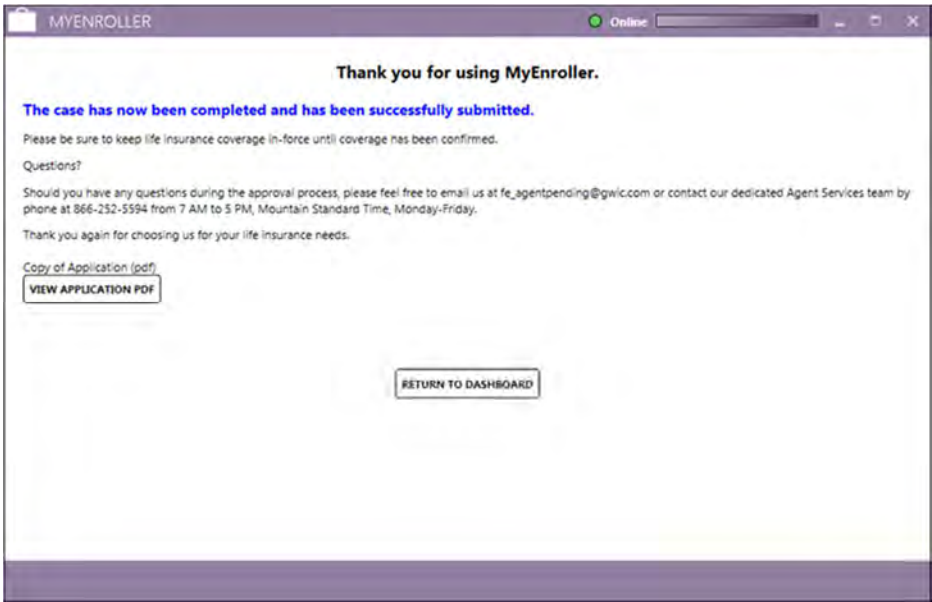 MYENROLLER
Online
Thank you for using MyEnroller.
The case has now been completed and has been successfully submitted.
Please be sure to keep life insurance coverage in-force until coverage has been confirmed.
Questions?
Should you have any questions during the approval process, please feel free to email us at fe_agentpending@gwic.com or contact our dedicated Agent Services team by
phone at 866-252-5594 from 7 AM to 5 PM, Mountain Standard Time, Monday-Friday.
Thank you again for choosing us for your life insurance needs.
Copy of Application (pdf)
VIEW APPLICATION PDF
RETURN TO DASHBOARD